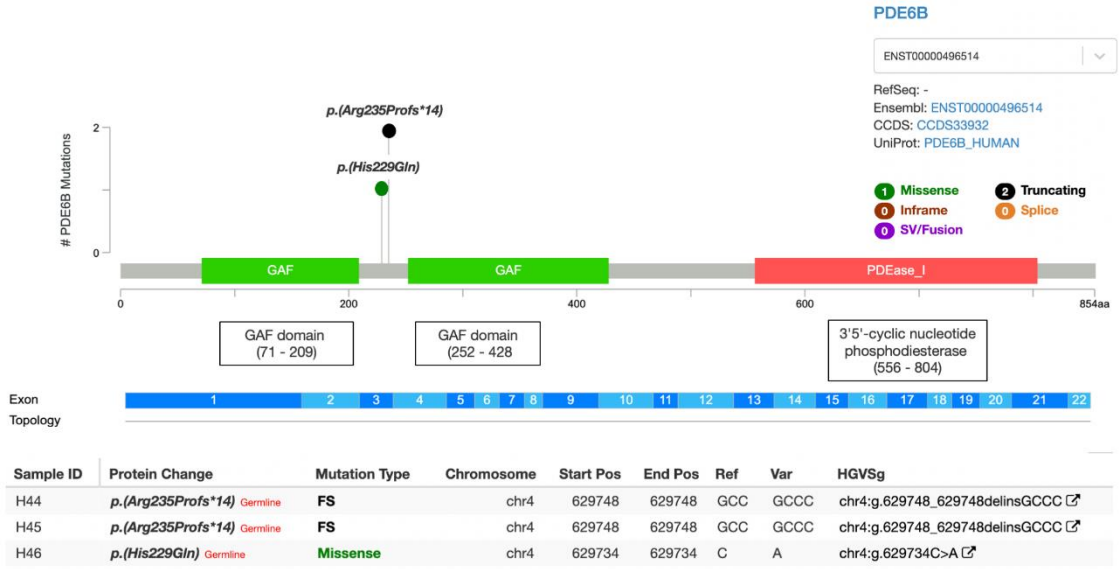 PDE6B
ENST00000496514
RefSeq: -
Ensembl: ENST00000496514
CCDS: CCDS33932
UniProt: PDE6B_HUMAN
1 Missense 2 Truncating
0 Inframe 0 Splice
0 SV/Fusion
# PDE6B Mutations
2
0
p.(Arg235Profs*14)
p.(His229Gln)
GAF GAF PDEase_I
0 200 400 600 854aa
GAF domain
(71 - 209)
GAF domain
(252 - 428
3'5'-cyclic nucleotide
phosphodiesterase
(556 - 804)
Exon 1 2 3 4 5 6 7 8 9 10 11 12 13 14 15 16 17 18 19 20 21 22
Topology
Sample ID Protein Change Mutation Type Chromosome Start Pos End Pos Ref Var HGVSg
H44 p.(Arg235Profs*14) Germline FS chr4 629748 629748 GCC GCCC chr4:g.629748_629748delinsGCCC
H45 p.(Arg235Profs*14) Germline FS chr4 629748 629748 GCC GCCC chr4:g.629748_629748delinsGCCC
H46 p.(His229Gln) Germline Missense chr4 629734 629734 C A chr4:g.629734C>A